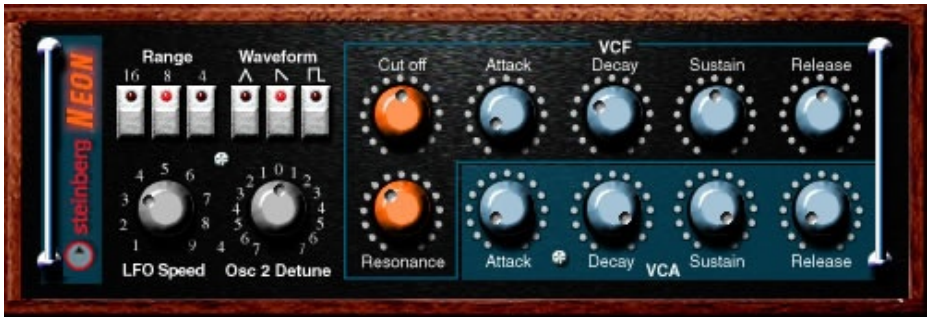 steinberg NEON
Range
16 8 4
Waveform
VCF
Cut off Attack Decay Sustain Release
1 2 3 4 5 6 7 8 9
LFO Speed
4 7 6 5 4 3 2 1 0 1 2 3 4 5 6 7
Osc 2 Detune
Resonance
Attack Decay Sustain Release
VCA